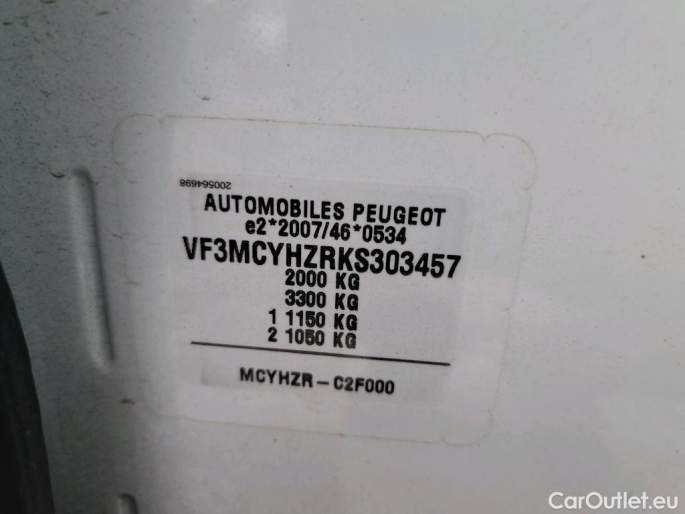 200564698
AUTOMOBILES PEUGEOT
e2*2007/46*0534
VF3MCYHZRKS303457
2000 KG
3300 KG
1 1150 KG
2 1050 KG
MCYHZR-C2F000
CarOutlet.eu